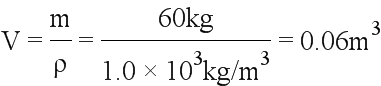 V = m/ρ = 60kg/1.0 × 10³kg/m³ = 0.06m³